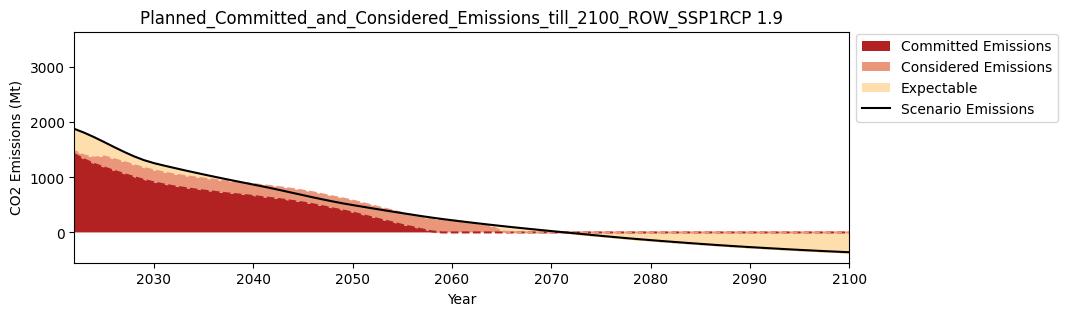 Planned_Committed_and_Considered_Emissions_till_2100_ROW_SSP1RCP 1.9
Committed Emissions
Considered Emissions
Expectable
Scenario Emissions
CO2 Emissions (Mt)
3000
2000
1000
0
2030
2040
2050
2060
2070
2080
2090
2100
Year